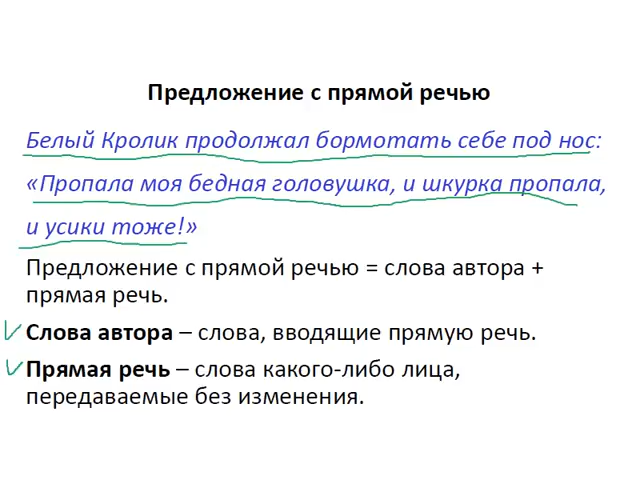 Предложение с прямой речью
Белый Кролик продолжал бормотать себе под нос:
«Пропала моя бедная головушка, и шкурка пропала,
и усики тоже!»
Предложение с прямой речью = слова автора +
прямая речь.
Слова автора – слова, вводящие прямую речь.
Прямая речь – слова какого-либо лица,
передаваемые без изменения.